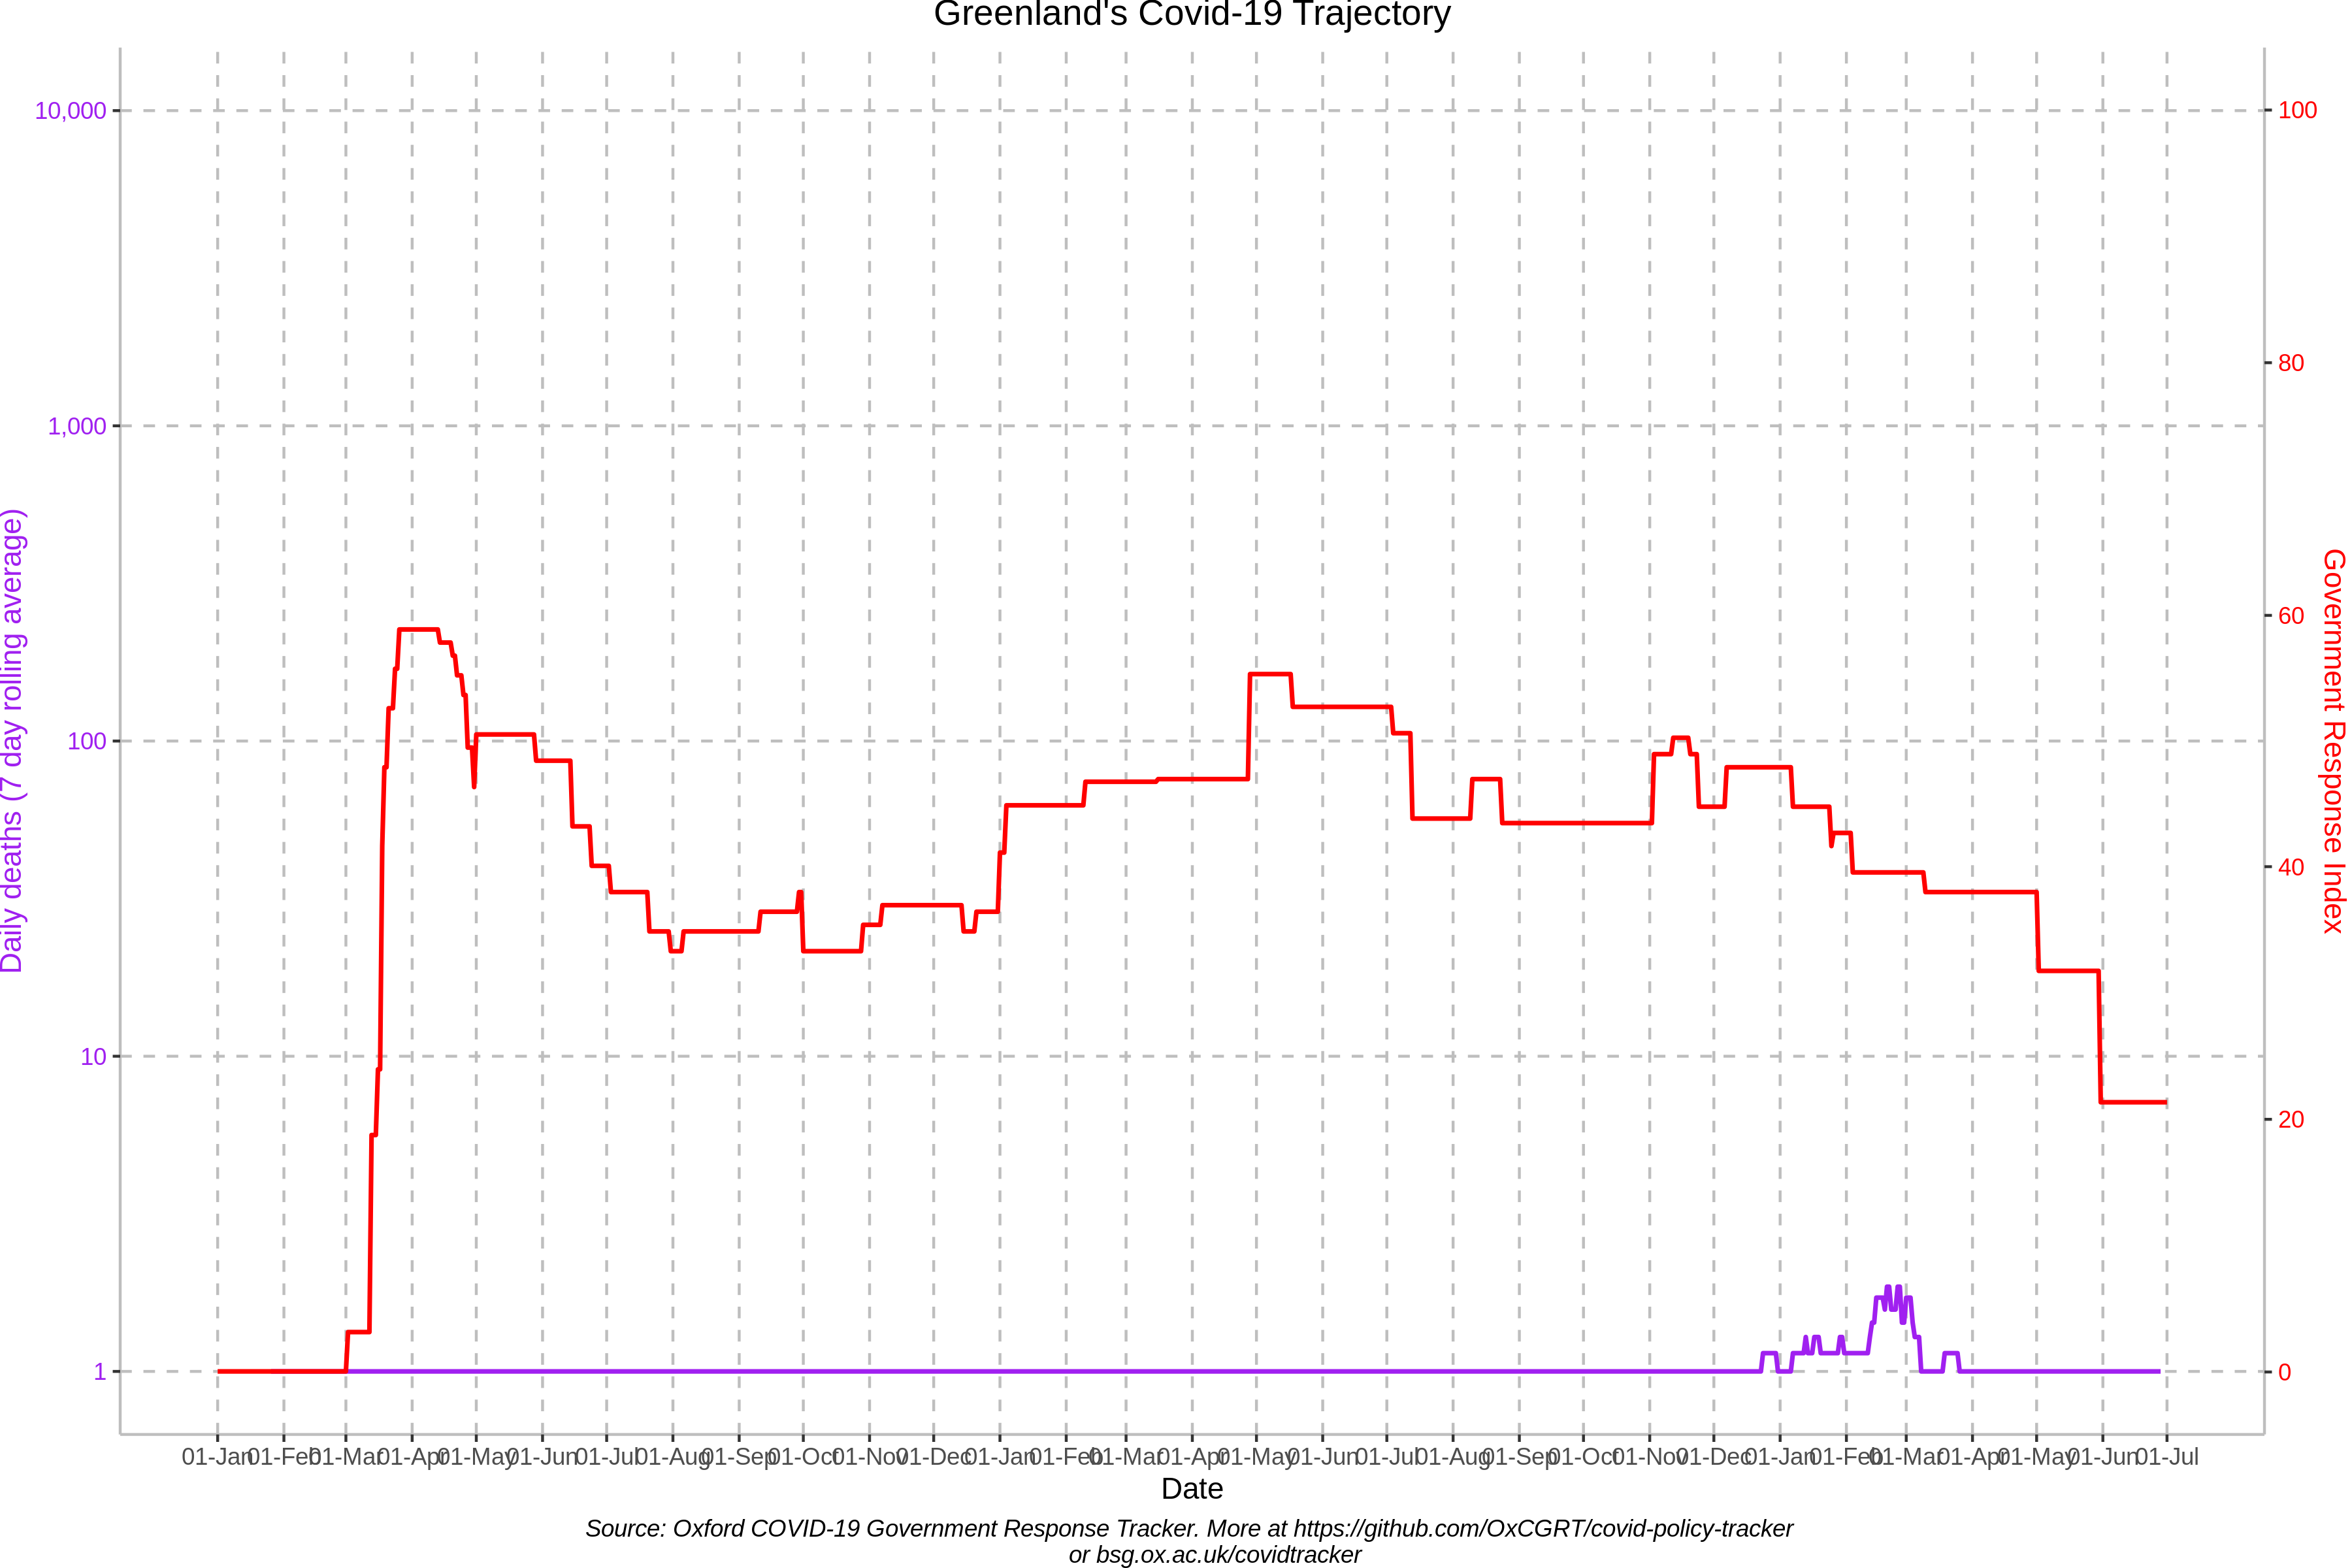 Greenland's Covid-19 Trajectory
10,000
1,000
100
10
1
Daily deaths (7 day rolling average)
100
80
60
40
20
0
Government Response Index
01-Jan 01-Feb 01-Mar 01-Apr 01-May 01-Jun 01-Jul 01-Aug 01-Sep 01-Oct 01-Nov 01-Dec 01-Jan 01-Feb 01-Mar 01-Apr 01-May 01-Jun 01-Jul 01-Aug 01-Sep 01-Oct 01-Nov 01-Dec 01-Jan 01-Feb 01-Mar 01-Apr 01-May 01-Jun 01-Jul
Date
Source: Oxford COVID-19 Government Response Tracker. More at https://github.com/OxCGRT/covid-policy-tracker
or bsg.ox.ac.uk/covidtracker